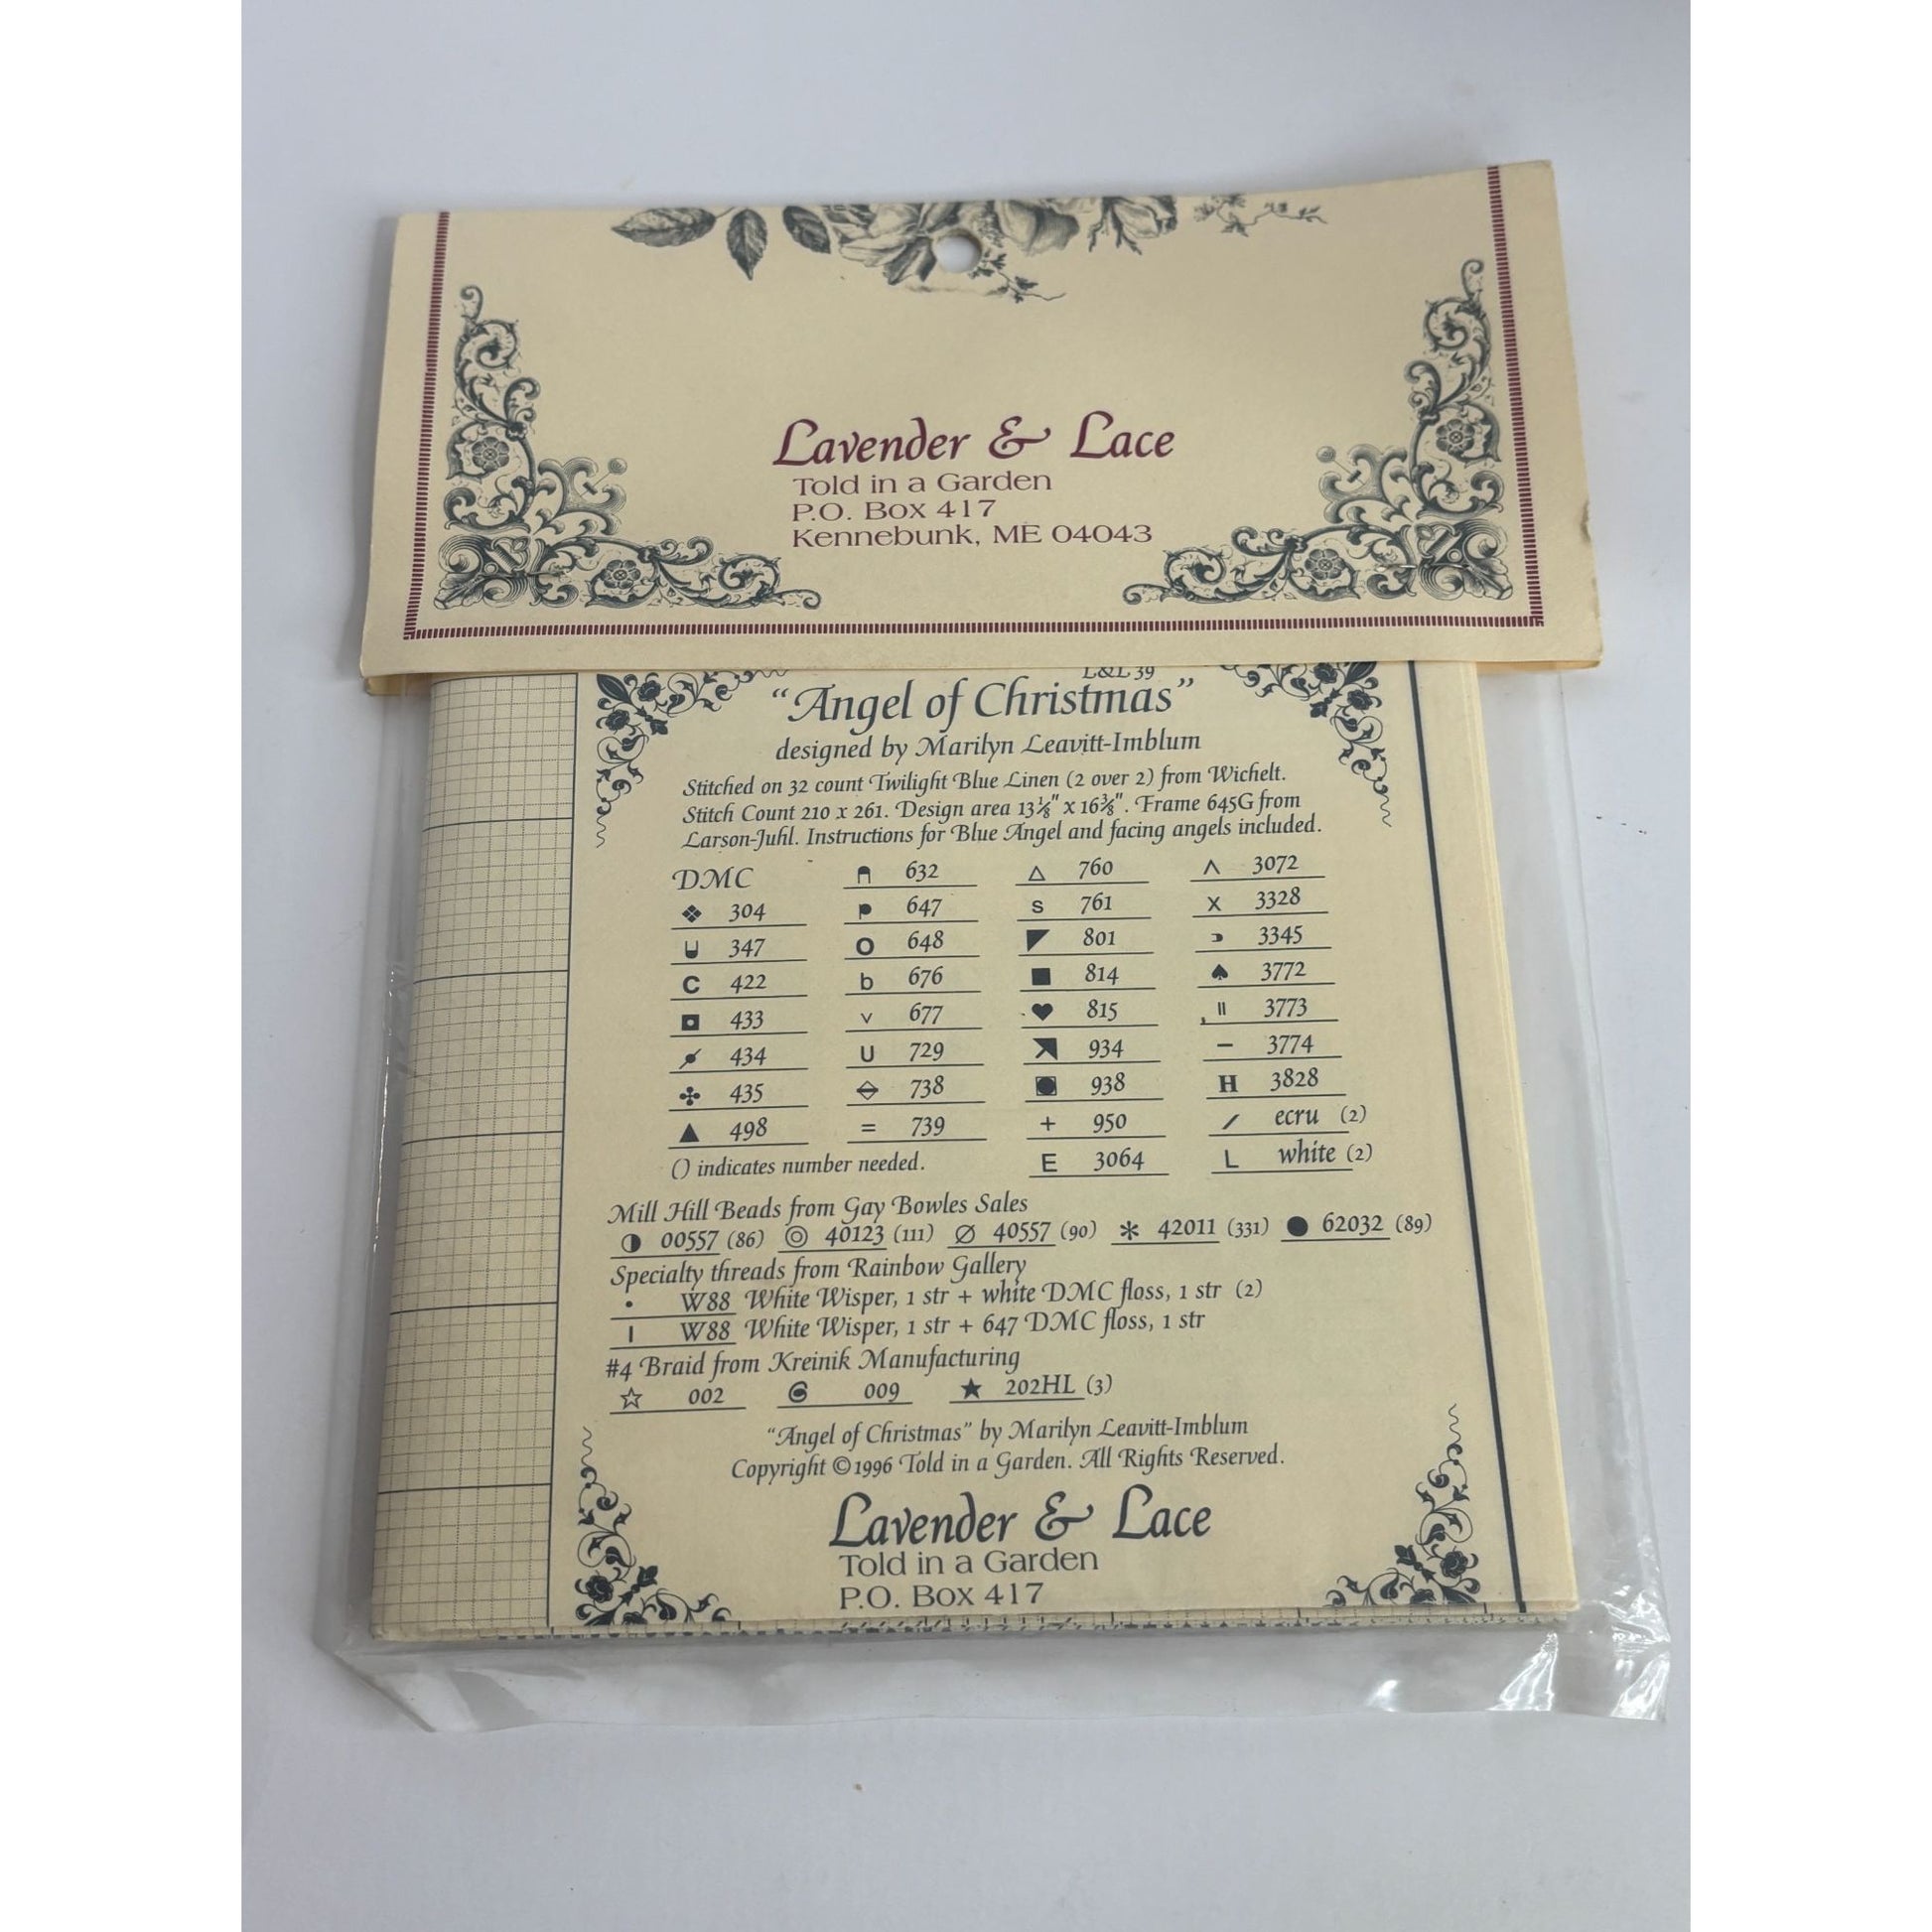 Lavender & Lace
Told in a Garden
P.O. Box 417
Kennebunk, ME 04043
L&L 39
"Angel of Christmas"
designed by Marilyn Leavitt-Imblum
Stitched on 32 count Twilight Blue Linen (2 over 2) from Wichelt.
Stitch Count 210 x 261. Design area 13⅛" x 16⅜". Frame 645G from
Larson-Juhl. Instructions for Blue Angel and facing angels included.
DMC 632 △ 760 ^ 3072
304 647 s 761 x 3328
347 O 648 801 3345
C 422 b 676 ■ 814 ♠ 3772
433 v 677 ♥ 815 || 3773
434 U 729 934 – 3774
435 738 938 H 3828
▲ 498 = 739 + 950 / ecru (2)
() indicates number needed. E 3064 L white (2)
Mill Hill Beads from Gay Bowles Sales
◑ 00557 (86) ◎ 40123 (111) ∅ 40557 (90) * 42011 (331) ● 62032 (89)
Specialty threads from Rainbow Gallery
• W88 White Wisper, 1 str + white DMC floss, 1 str (2)
| W88 White Wisper, 1 str + 647 DMC floss, 1 str
#4 Braid from Kreinik Manufacturing
☆ 002 009 ★ 202HL (3)
"Angel of Christmas" by Marilyn Leavitt-Imblum
Copyright ©1996 Told in a Garden. All Rights Reserved.
Lavender & Lace
Told in a Garden
P.O. Box 417